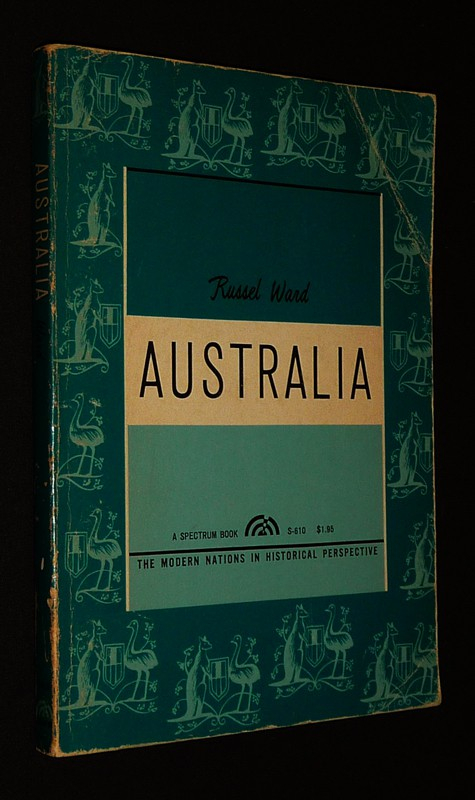 AUSTRALIA
Russel Ward
AUSTRALIA
A SPECTRUM BOOK S-610 $1.95
THE MODERN NATIONS IN HISTORICAL PERSPECTIVE